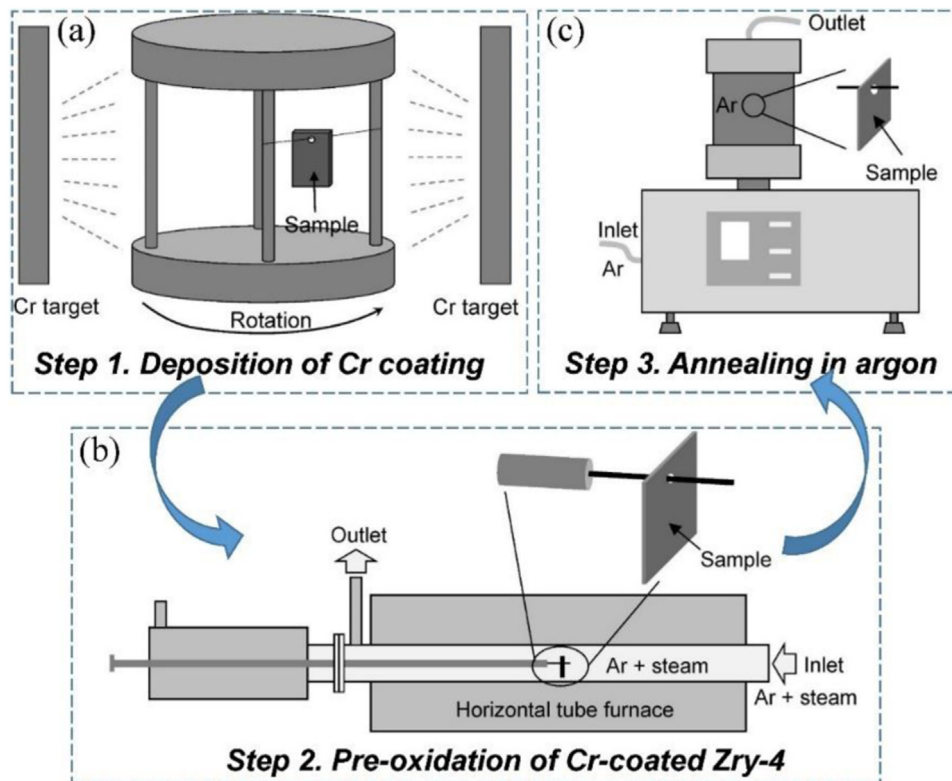 (a)
Cr target
Sample
Rotation
Cr target
Step 1. Deposition of Cr coating
(c)
Outlet
Ar
Sample
Inlet
Ar
Step 3. Annealing in argon
(b)
Sample
Outlet
Ar + steam
Inlet
Ar + steam
Horizontal tube furnace
Step 2. Pre-oxidation of Cr-coated Zry-4